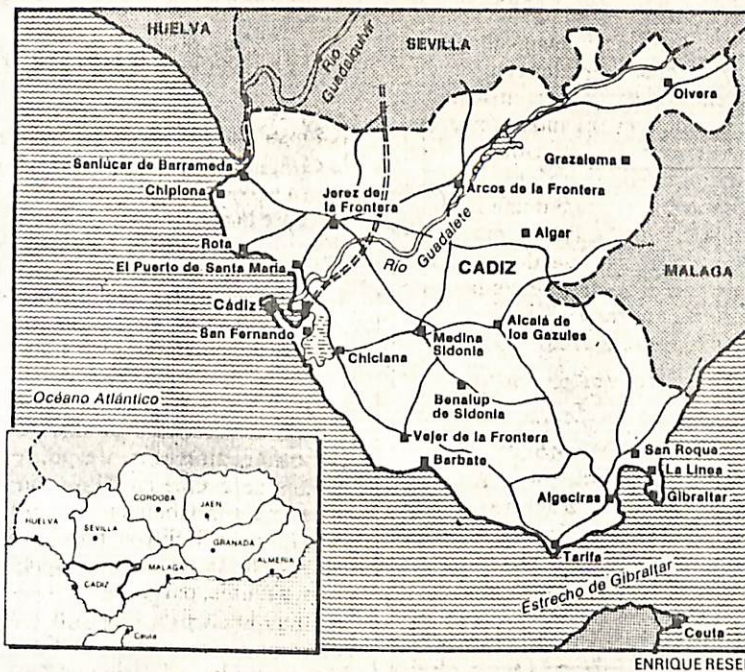 HUELVA
SEVILLA
Río
Guadalquivir
Olvera
Sanlúcar de Barrameda
Grazalema
Chipiona
Jerez de
la Frontera
Arcos de la Frontera
Rota
Algar
El Puerto de Santa María
Río
Guadalete
CADIZ
MALAGA
Cádiz
San Fernando
Medina
Sidonia
Alcalá de
los Gazules
Chiclana
Benalup
de Sidonia
Océano Atlántico
Vejer de la Frontera
Barbate
San Roque
La Línea
Algeciras
Gibraltar
Tarifa
Estrecho de Gibraltar
Ceuta
CORDOBA
JAEN
HUELVA
SEVILLA
GRANADA
ALMERIA
CADIZ
MALAGA
Ceuta
ENRIQUE RESE